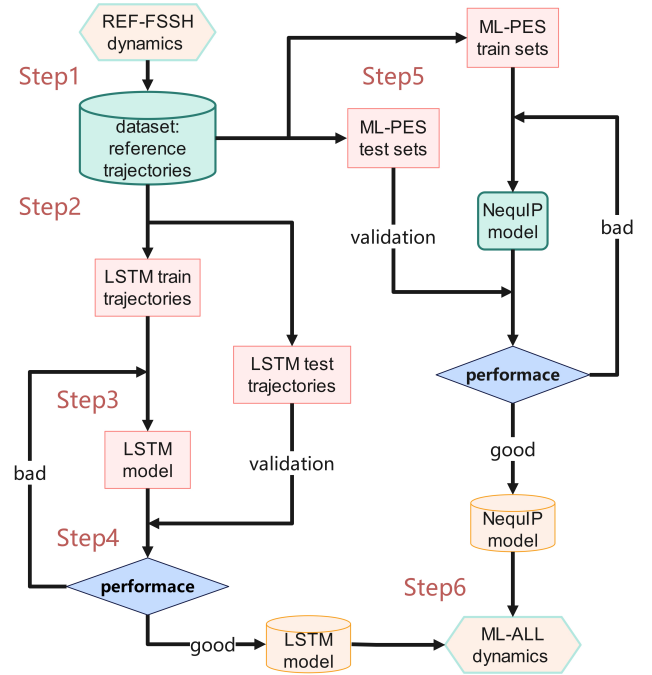 REF-FSSH
dynamics
Step1
dataset:
reference
trajectories
Step2
LSTM train
trajectories
LSTM test
trajectories
Step3
LSTM
model
bad
validation
Step4
performace
good
LSTM
model
Step5
ML-PES
train sets
ML-PES
test sets
validation
NequIP
model
bad
performace
good
NequIP
model
Step6
ML-ALL
dynamics